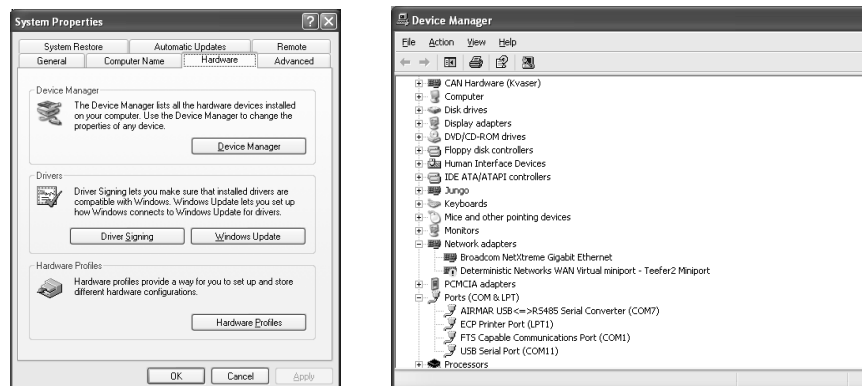 System Properties
System Restore Automatic Updates Remote
General Computer Name Hardware Advanced
Device Manager
The Device Manager lists all the hardware devices installed
on your computer. Use the Device Manager to change the
properties of any device.
Device Manager
Drivers
Driver Signing lets you make sure that installed drivers are
compatible with Windows. Windows Update lets you set up
how Windows connects to Windows Update for drivers.
Driver Signing Windows Update
Hardware Profiles
Hardware profiles provide a way for you to set up and store
different hardware configurations.
Hardware Profiles
OK Cancel Apply
Device Manager
File Action View Help
CAN Hardware (Kvaser)
Computer
Disk drives
Display adapters
DVD/CD-ROM drives
Floppy disk controllers
Human Interface Devices
IDE ATA/ATAPI controllers
Jungo
Keyboards
Mice and other pointing devices
Monitors
Network adapters
Broadcom NetXtreme Gigabit Ethernet
Deterministic Networks WAN Virtual miniport - Teefer2 Miniport
PCMCIA adapters
Ports (COM & LPT)
AIRMAR USB<=>RS485 Serial Converter (COM7)
ECP Printer Port (LPT1)
FTS Capable Communications Port (COM1)
USB Serial Port (COM11)
Processors